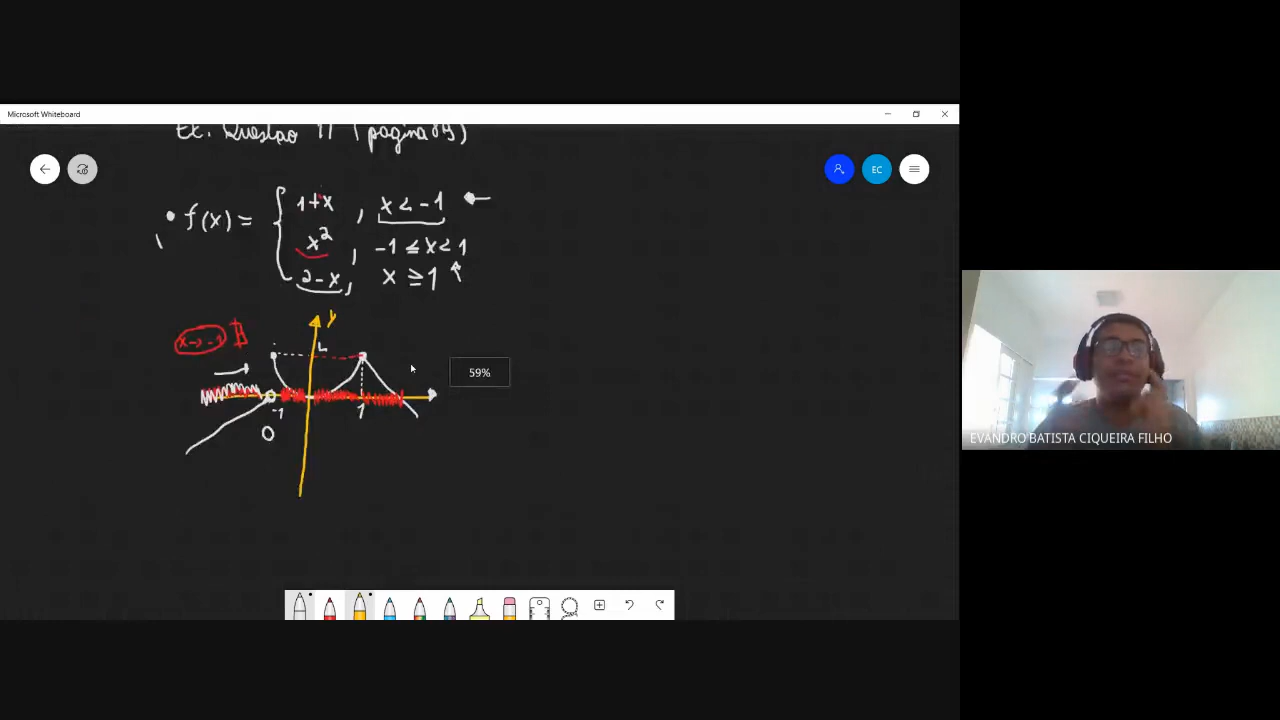 Microsoft Whiteboard
Ex. Questão 11 (página 89)
EC
f(x) = { 1+x , x < -1
x², -1 ≤ x < 1
2-x, x ≥ 1
y
x → -1
59%
-1 1
EVANDRO BATISTA CIQUEIRA FILHO